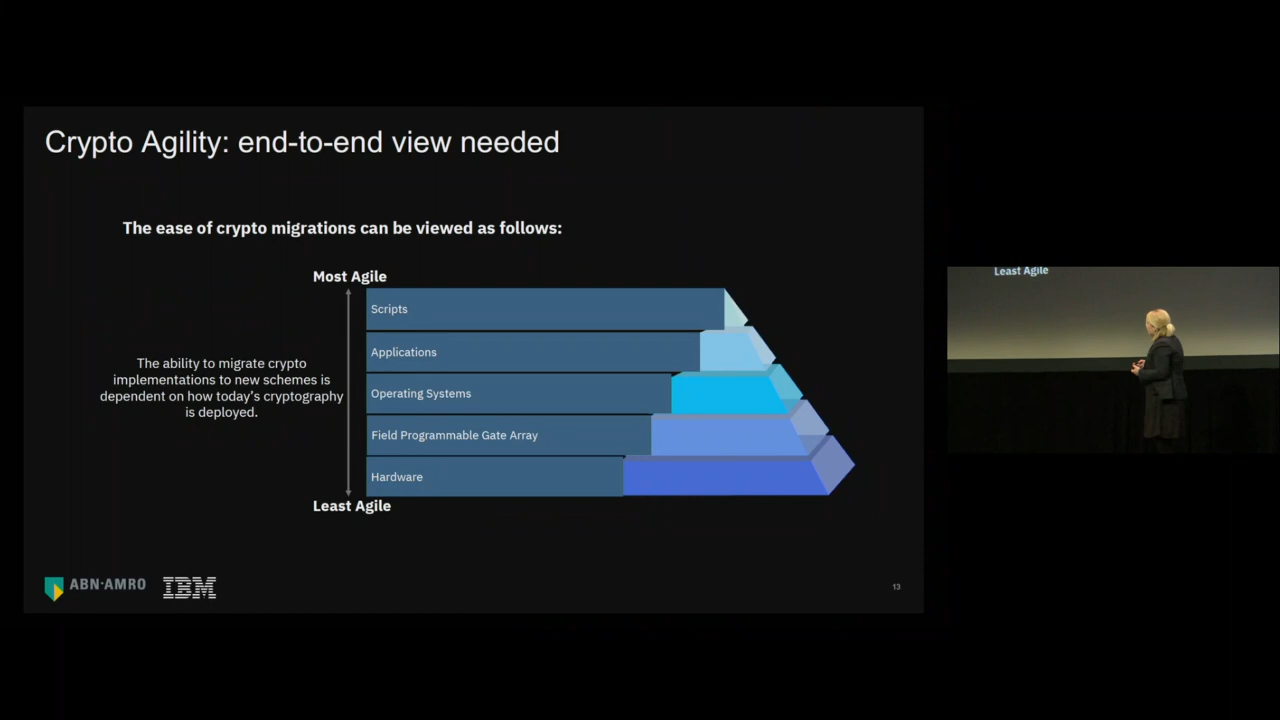 Crypto Agility: end-to-end view needed
The ease of crypto migrations can be viewed as follows:
Most Agile
Scripts
Applications
Operating Systems
Field Programmable Gate Array
Hardware
Least Agile
The ability to migrate crypto
implementations to new schemes is
dependent on how today's cryptography
is deployed.
ABN·AMRO
IBM
13
Least Agile